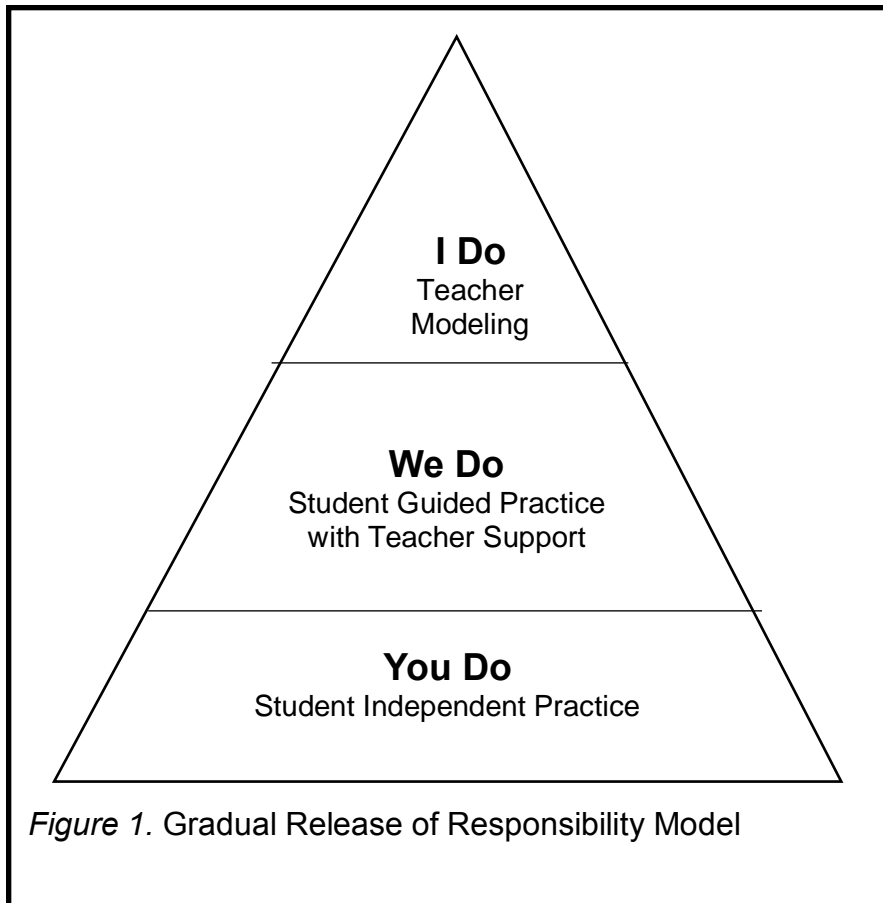 I Do
Teacher
Modeling
We Do
Student Guided Practice
with Teacher Support
You Do
Student Independent Practice
Figure 1. Gradual Release of Responsibility Model